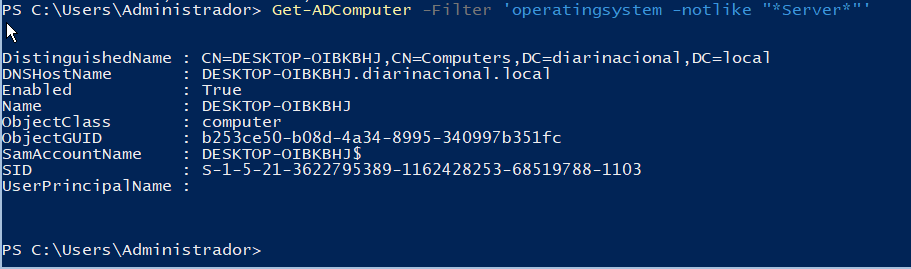 PS C:\Users\Administrador> Get-ADComputer -Filter 'operatingsystem -notlike "*Server*"'
DistinguishedName : CN=DESKTOP-OIBKBHJ,CN=Computers,DC=diarinacional,DC=local
DNSHostName       : DESKTOP-OIBKBHJ.diarinacional.local
Enabled           : True
Name              : DESKTOP-OIBKBHJ
ObjectClass       : computer
ObjectGUID        : b253ce50-b08d-4a34-8995-340997b351fc
SamAccountName    : DESKTOP-OIBKBHJ$
SID               : S-1-5-21-3622795389-1162428253-68519788-1103
UserPrincipalName :
PS C:\Users\Administrador>